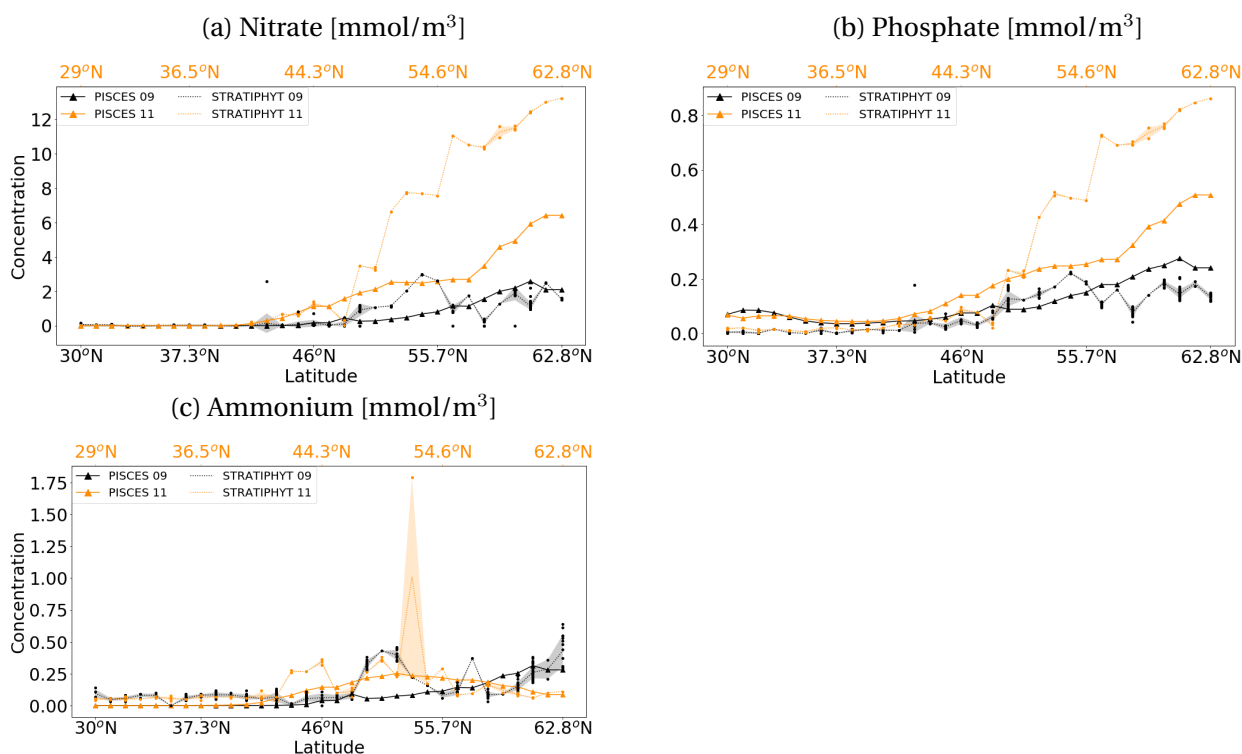 (a) Nitrate [mmol/m³]
29°N 36.5°N 44.3°N 54.6°N 62.8°N
PISCES 09 STRATIPHYT 09
PISCES 11 STRATIPHYT 11
12
10
8
6
4
2
0
Concentration
30°N 37.3°N 46°N 55.7°N 62.8°N
Latitude
(b) Phosphate [mmol/m³]
29°N 36.5°N 44.3°N 54.6°N 62.8°N
PISCES 09 STRATIPHYT 09
PISCES 11 STRATIPHYT 11
0.8
0.6
0.4
0.2
0.0
30°N 37.3°N 46°N 55.7°N 62.8°N
Latitude
(c) Ammonium [mmol/m³]
29°N 36.5°N 44.3°N 54.6°N 62.8°N
PISCES 09 STRATIPHYT 09
PISCES 11 STRATIPHYT 11
1.75
1.50
1.25
1.00
0.75
0.50
0.25
0.00
Concentration
30°N 37.3°N 46°N 55.7°N 62.8°N
Latitude